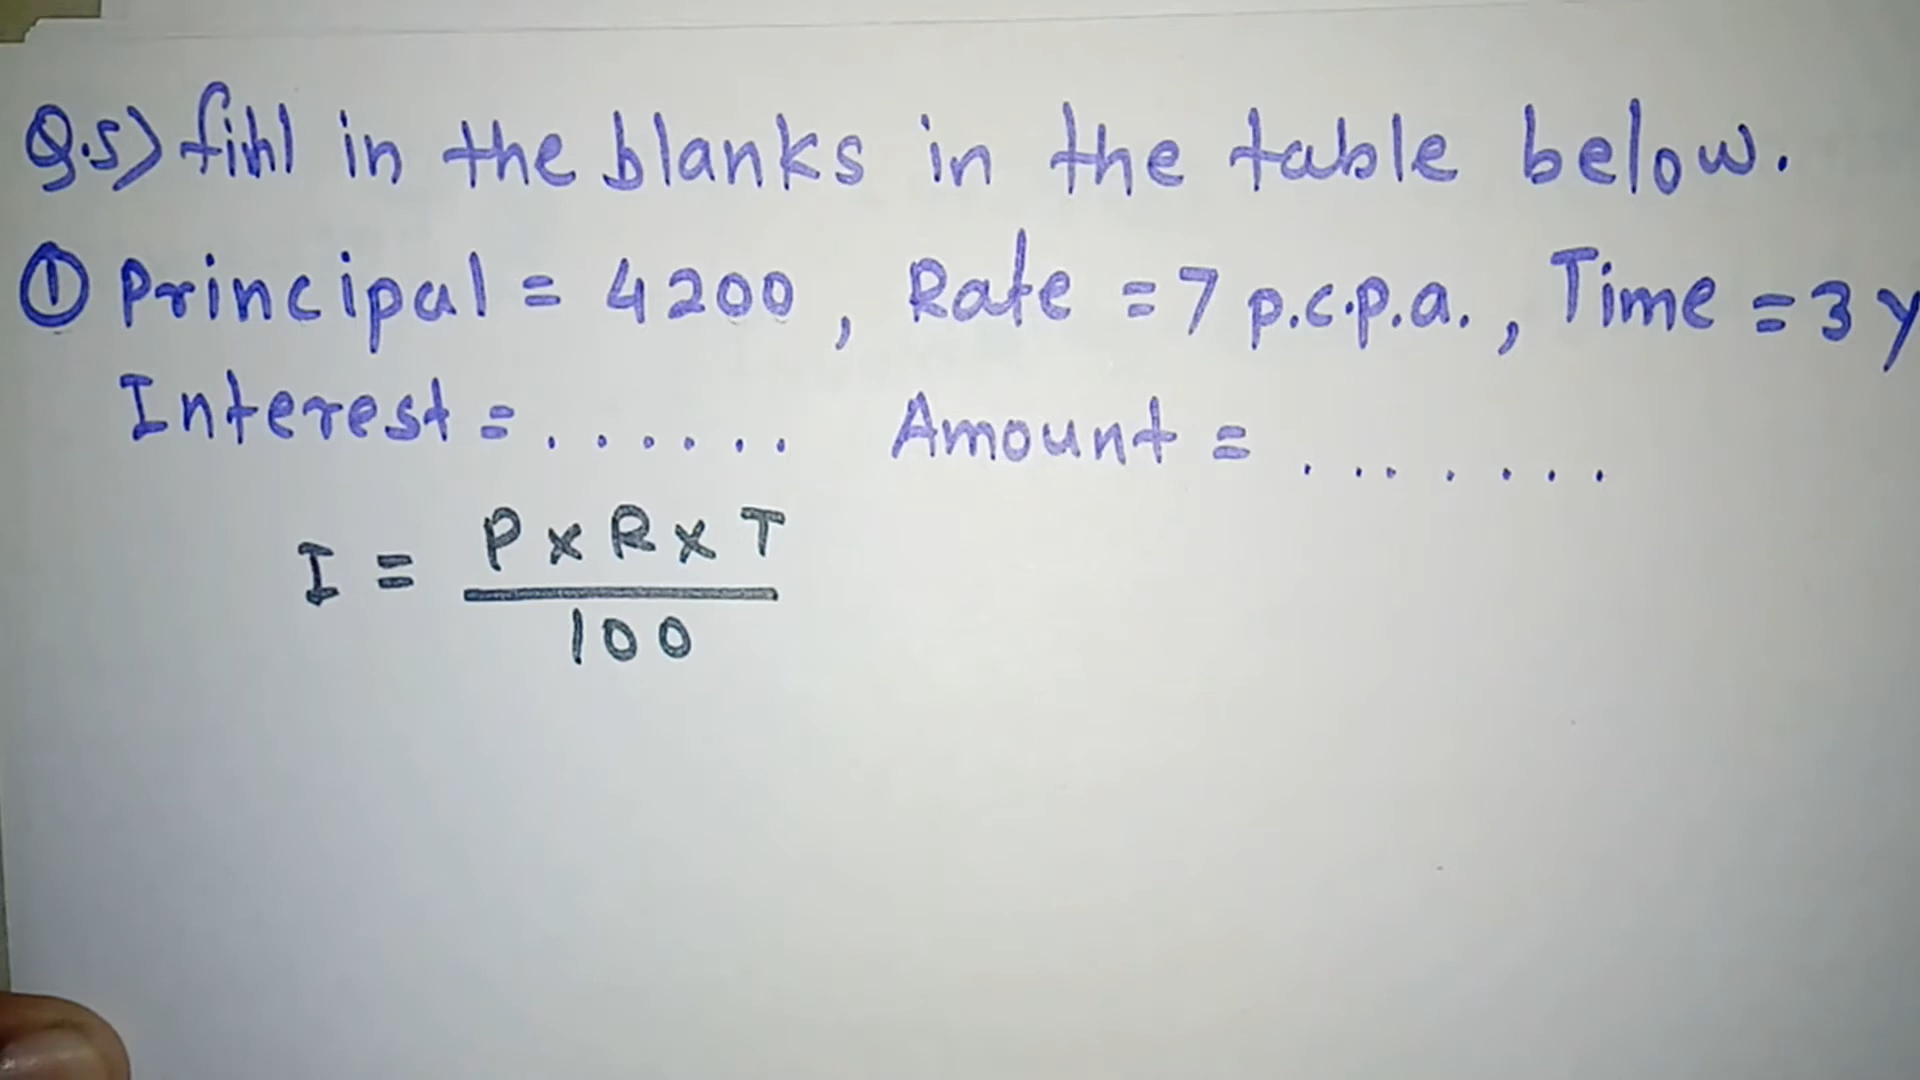 Q.5) fill in the blanks in the table below.
① Principal = 4200 , Rate = 7 p.c.p.a. , Time = 3 y
Interest = ...... Amount = .......
I = P x R x T
100